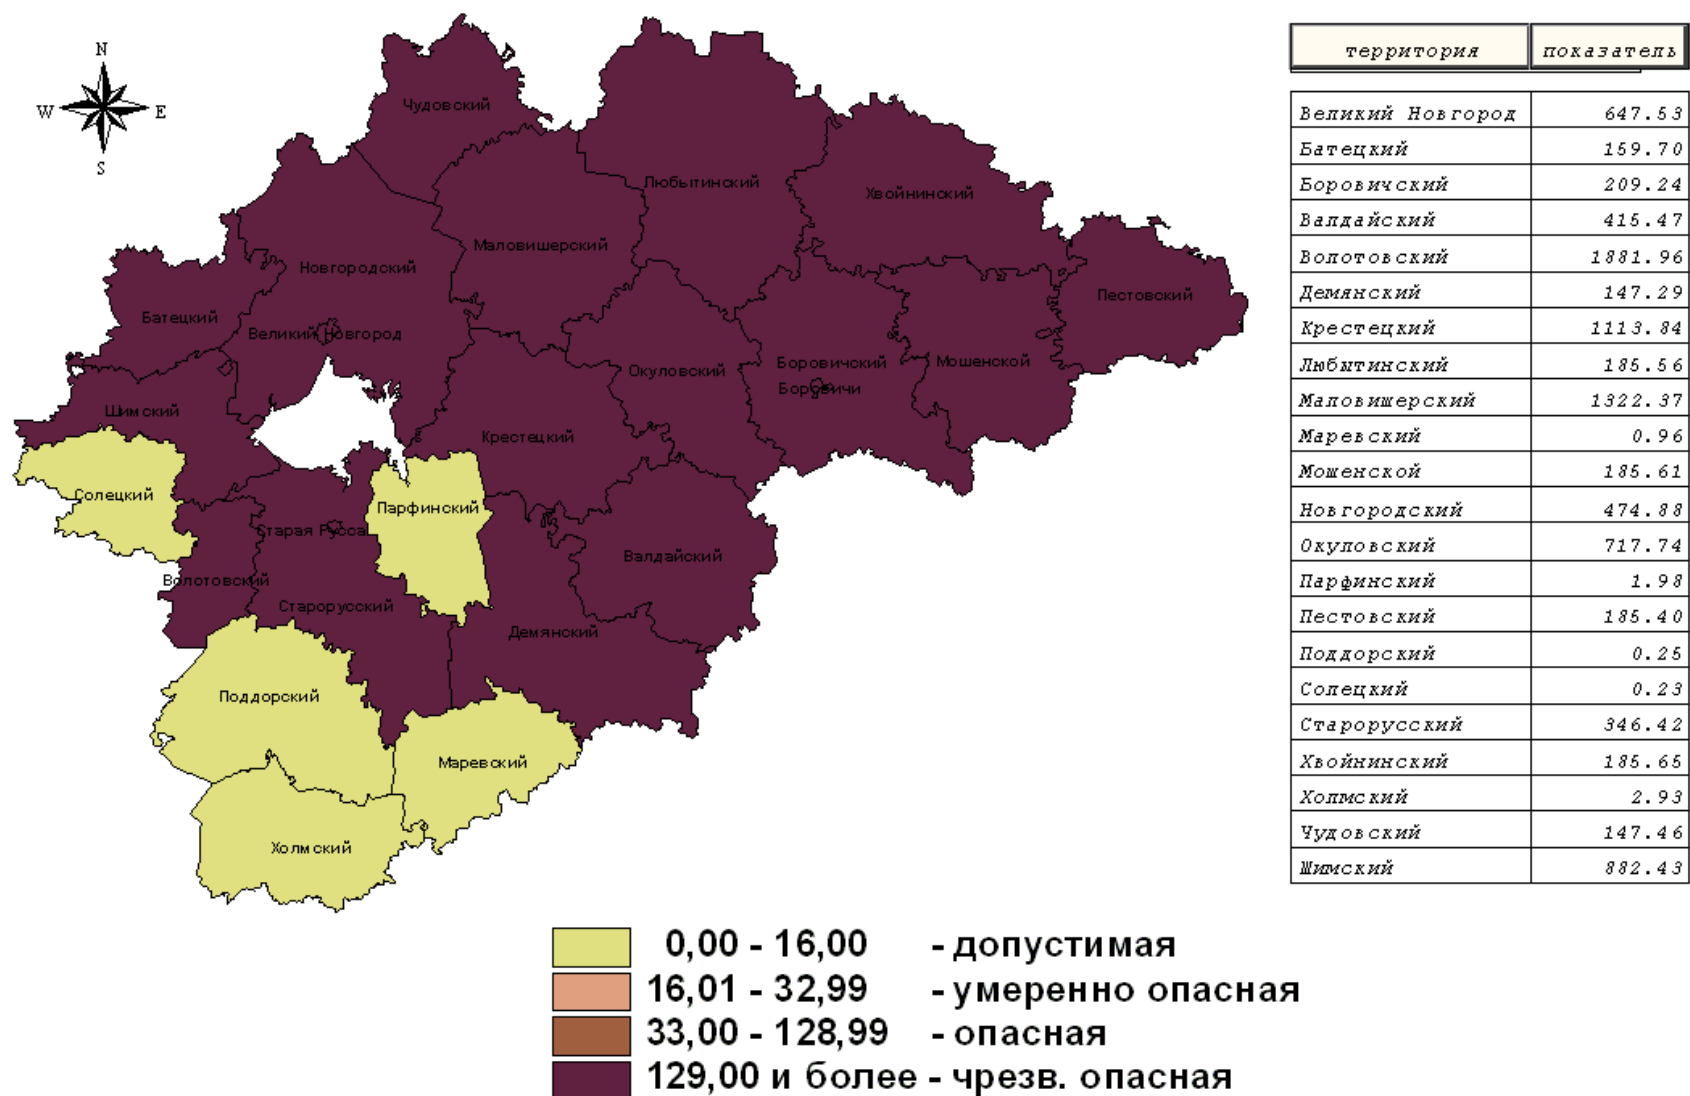 N
W E
S
Чудовский
Любытинский
Хвойнинский
Маловишерский
Новгородский
Пестовский
Батецкий
Великий Новгород
Боровичский
Мошенской
Окуловский
Боровичи
Шимский
Крестецкий
Солецкий
Парфинский
Старая Русса
Валдайский
Волотовский
Старорусский
Демянский
Поддорский
Маревский
Холмский
территория показатель
Великий Новгород 647.53
Батецкий 159.70
Боровичский 209.24
Валдайский 415.47
Волотовский 1881.96
Демянский 147.29
Крестецкий 1113.84
Любытинский 185.56
Маловишерский 1322.37
Маревский 0.96
Мошенской 185.61
Новгородский 474.88
Окуловский 717.74
Парфинский 1.98
Пестовский 185.40
Поддорский 0.25
Солецкий 0.23
Старорусский 346.42
Хвойнинский 185.65
Холмский 2.93
Чудовский 147.46
Шимский 882.43
0,00 - 16,00 - допустимая
16,01 - 32,99 - умеренно опасная
33,00 - 128,99 - опасная
129,00 и более - чрезв. опасная